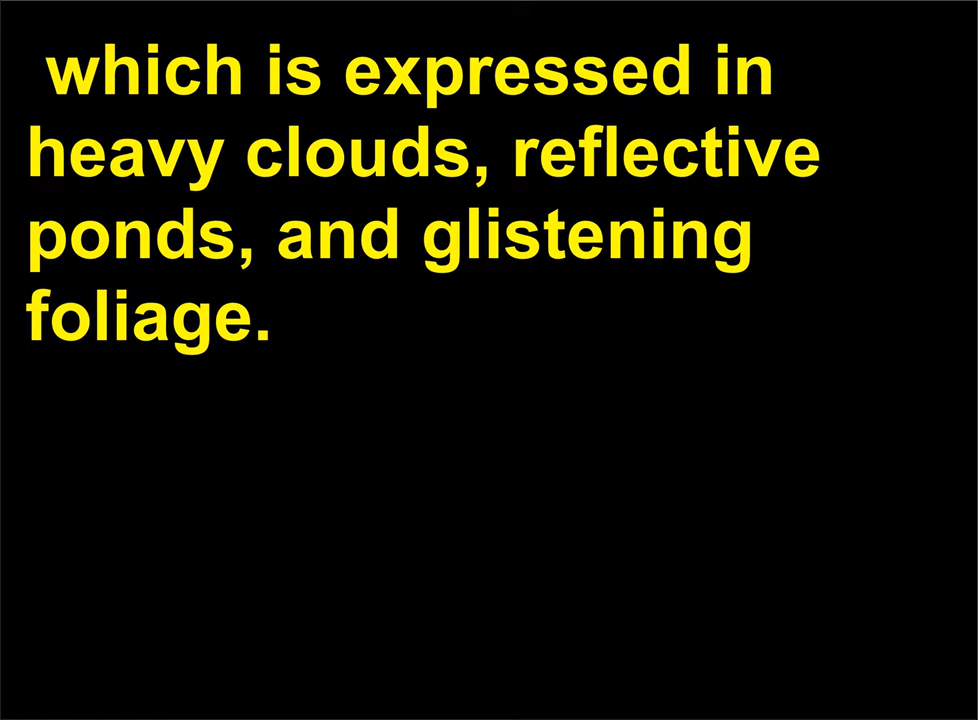 which is expressed in
heavy clouds, reflective
ponds, and glistening
foliage.